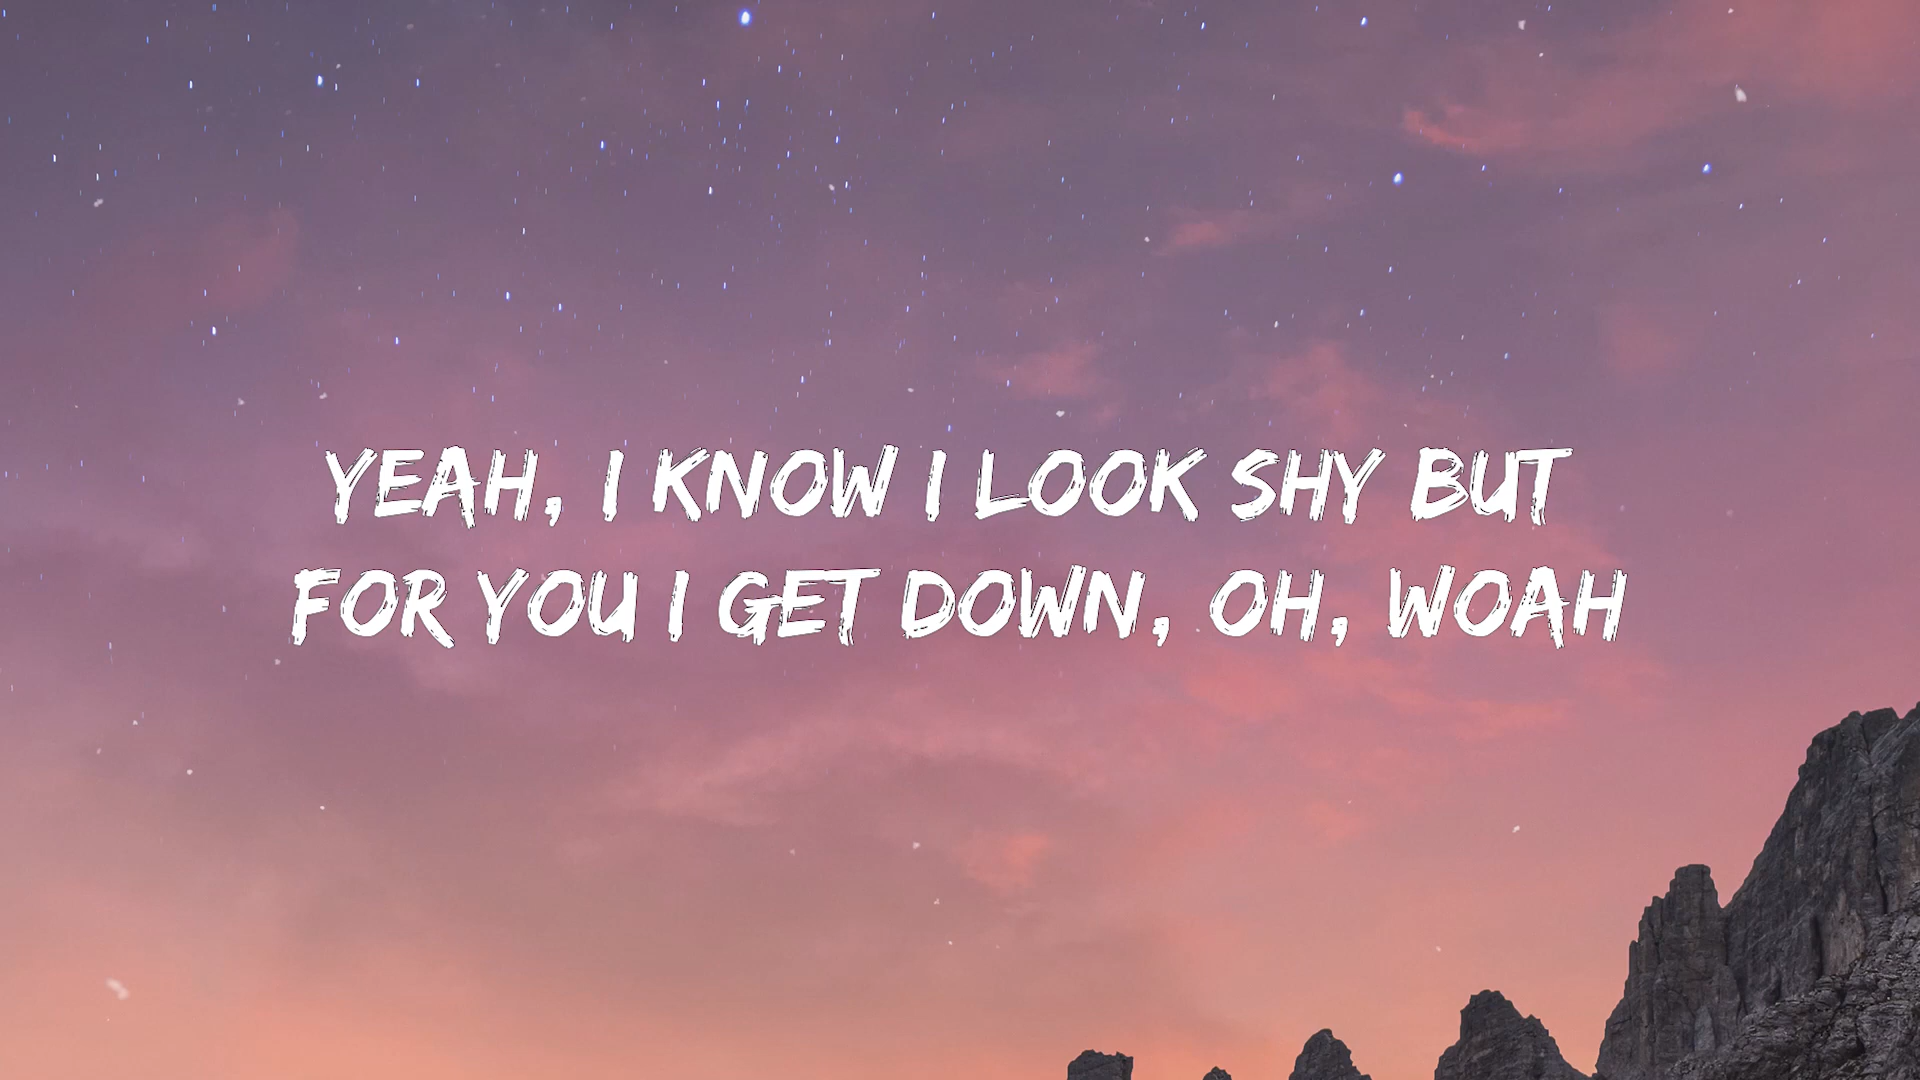 YEAH, I KNOW I LOOK SHY BUT
FOR YOU I GET DOWN, OH, WOAH